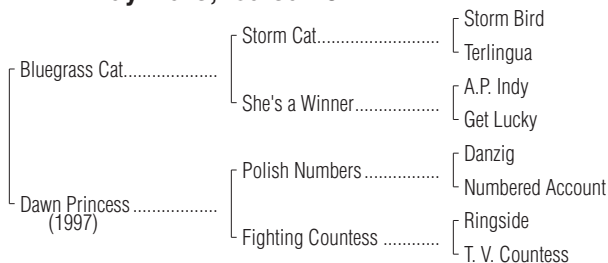 Storm Bird
Storm Cat..........................
Terlingua
Bluegrass Cat....................
A.P. Indy
She's a Winner..................
Get Lucky
Danzig
Polish Numbers................
Numbered Account
Dawn Princess..................
(1997)
Ringside
Fighting Countess............
T. V. Countess